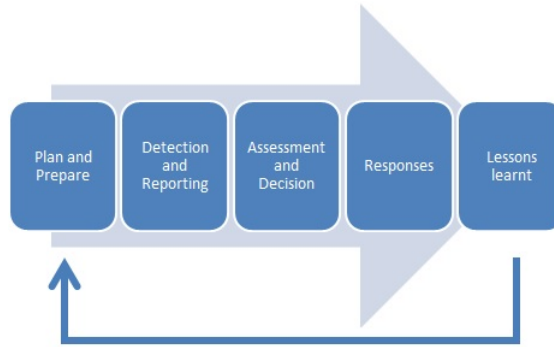 Plan and
Prepare
Detection
and
Reporting
Assessment
and
Decision
Responses
Lessons
learnt